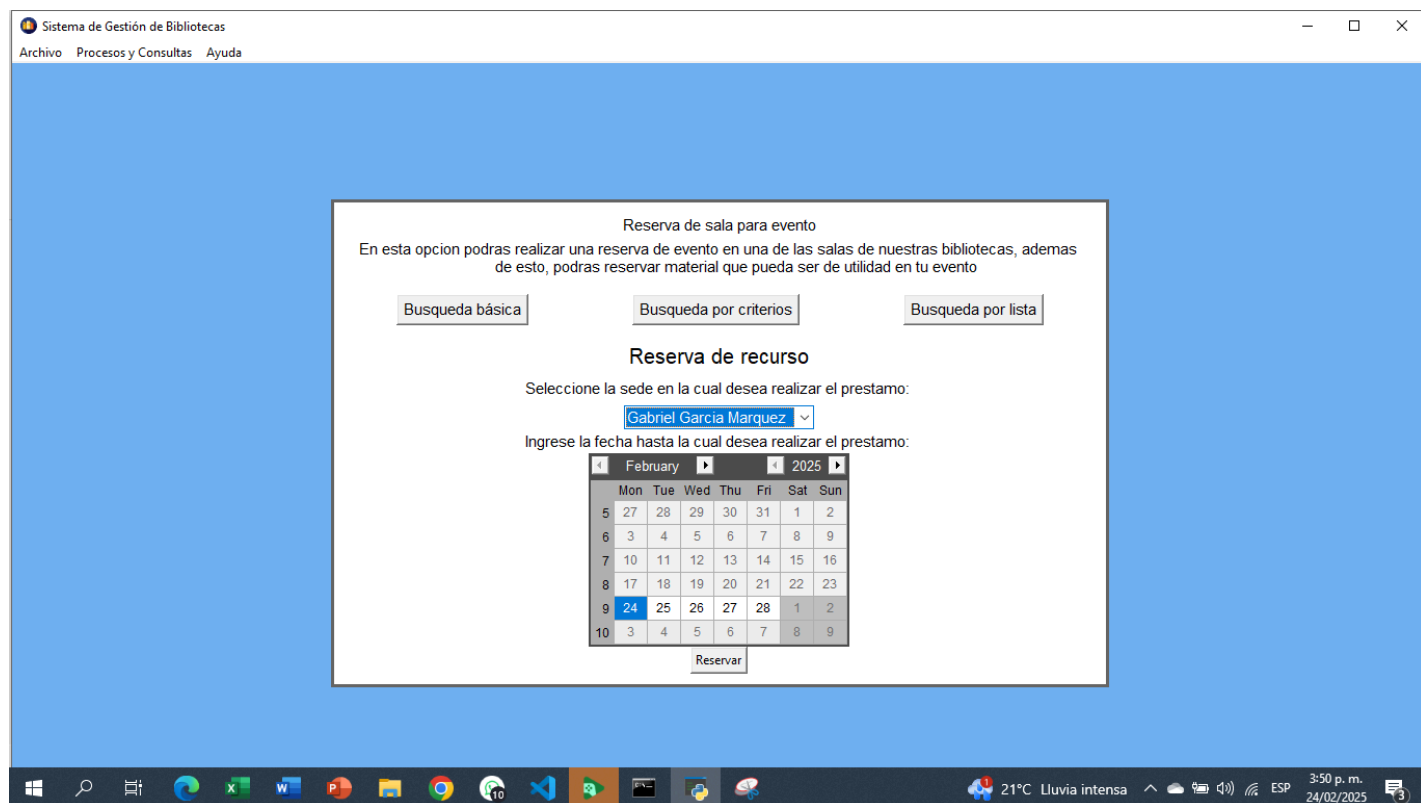 Sistema de Gestión de Bibliotecas
Archivo Procesos y Consultas Ayuda
Reserva de sala para evento
En esta opcion podras realizar una reserva de evento en una de las salas de nuestras bibliotecas, ademas
de esto, podras reservar material que pueda ser de utilidad en tu evento
Busqueda básica Busqueda por criterios Busqueda por lista
Reserva de recurso
Seleccione la sede en la cual desea realizar el prestamo:
Gabriel Garcia Marquez
Ingrese la fecha hasta la cual desea realizar el prestamo:
February 2025
Mon Tue Wed Thu Fri Sat Sun
5 27 28 29 30 31 1 2
6 3 4 5 6 7 8 9
7 10 11 12 13 14 15 16
8 17 18 19 20 21 22 23
9 24 25 26 27 28 1 2
10 3 4 5 6 7 8 9
Reservar
21°C Lluvia intensa ESP 3:50 p. m.
24/02/2025